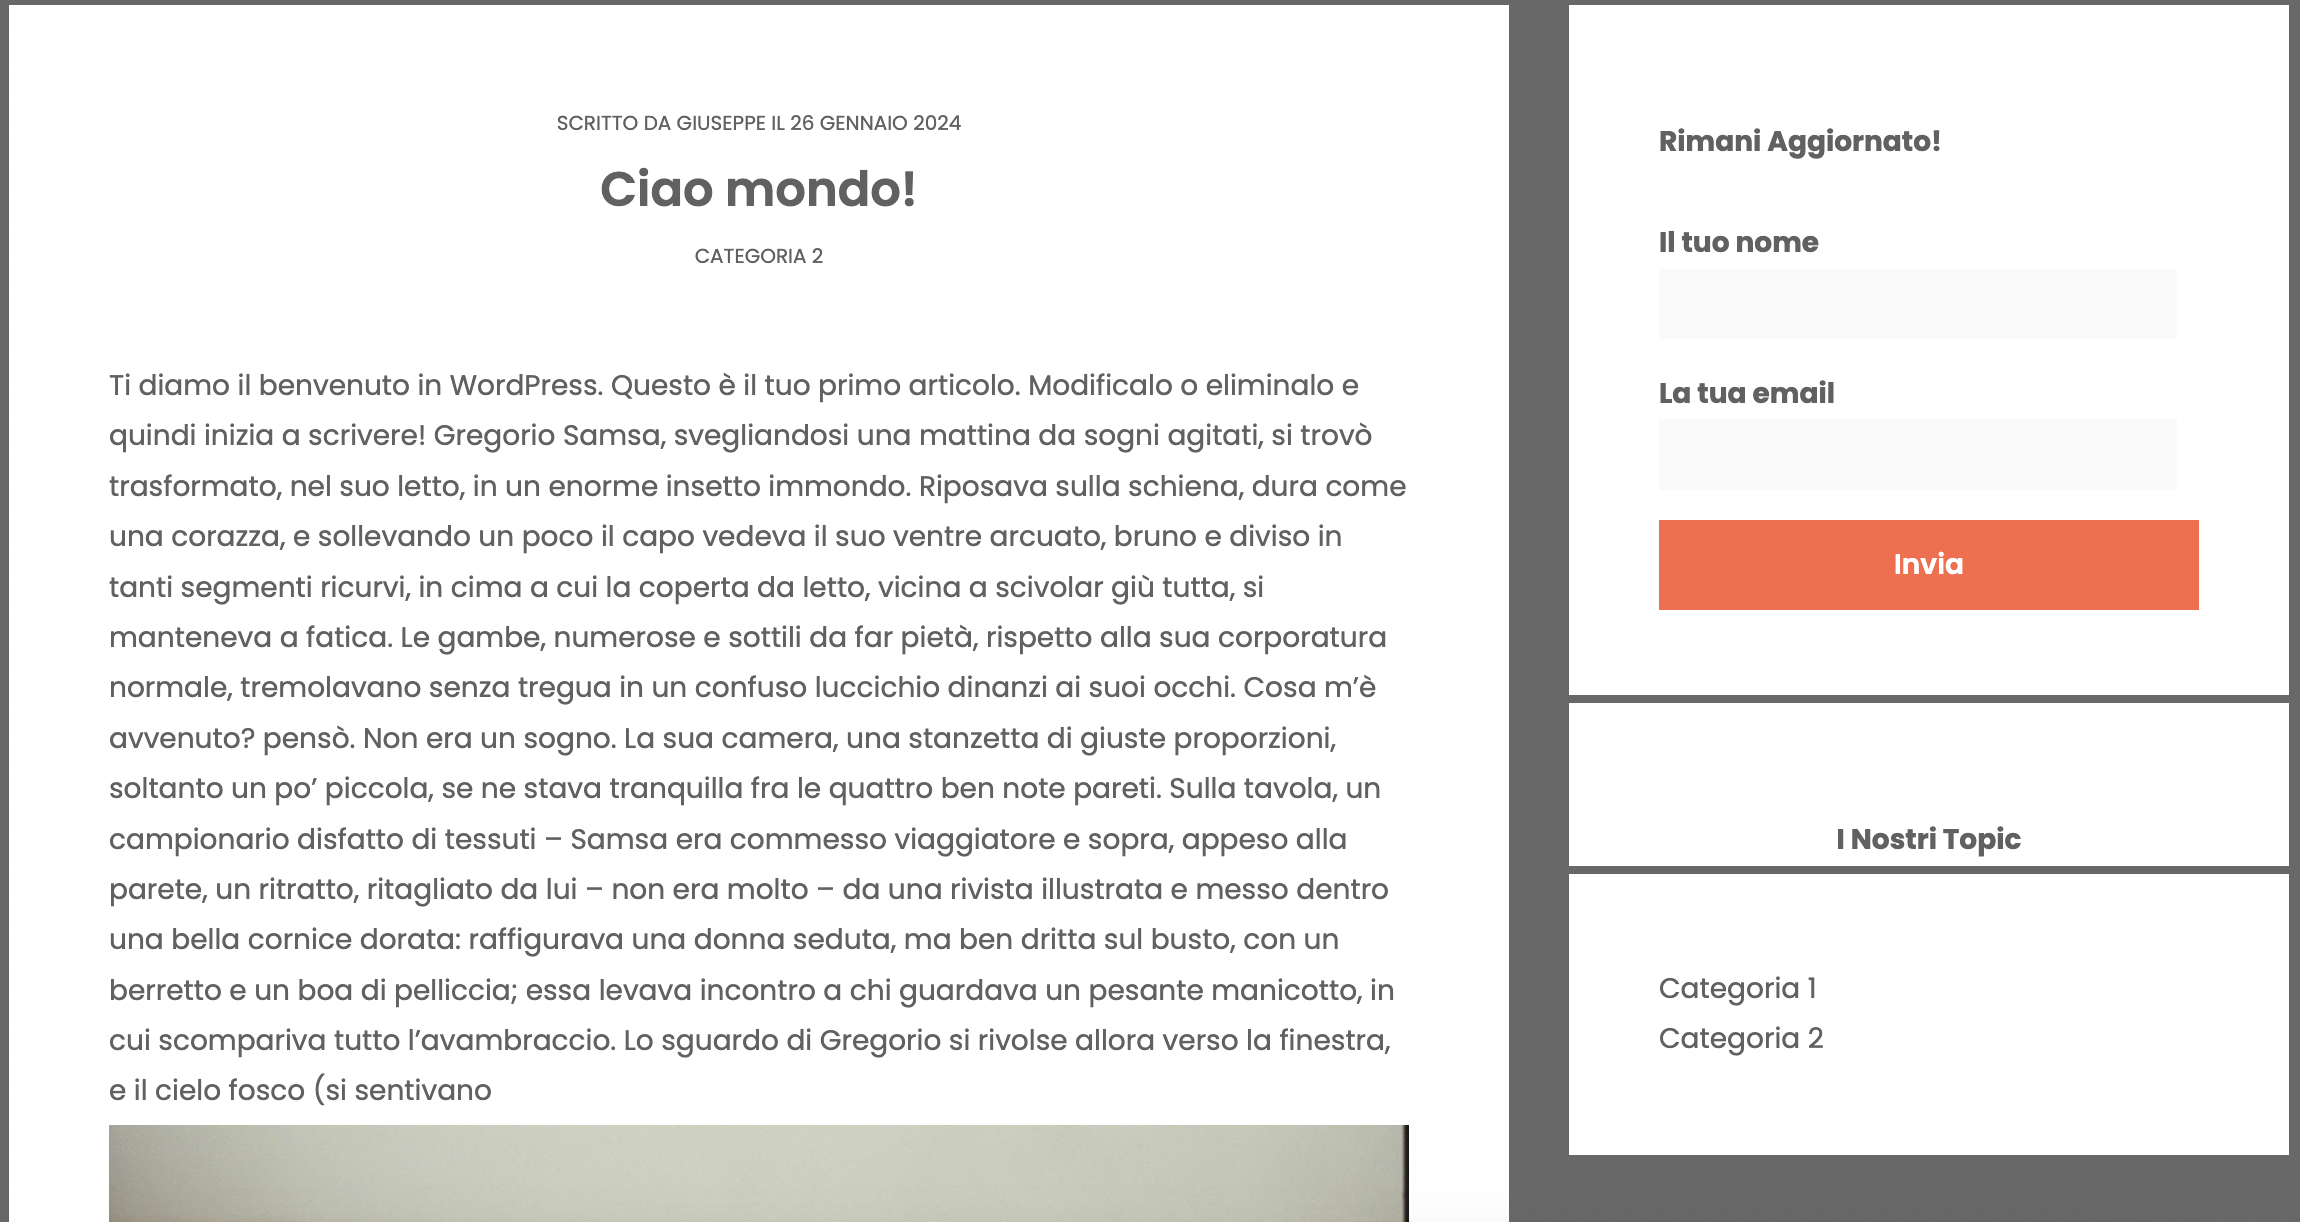 SCRITTO DA GIUSEPPE IL 26 GENNAIO 2024
Ciao mondo!
CATEGORIA 2
Ti diamo il benvenuto in WordPress. Questo è il tuo primo articolo. Modificalo o eliminalo e
quindi inizia a scrivere! Gregorio Samsa, svegliandosi una mattina da sogni agitati, si trovò
trasformato, nel suo letto, in un enorme insetto immondo. Riposava sulla schiena, dura come
una corazza, e sollevando un poco il capo vedeva il suo ventre arcuato, bruno e diviso in
tanti segmenti ricurvi, in cima a cui la coperta da letto, vicina a scivolar giù tutta, si
manteneva a fatica. Le gambe, numerose e sottili da far pietà, rispetto alla sua corporatura
normale, tremolavano senza tregua in un confuso luccichio dinanzi ai suoi occhi. Cosa m’è
avvenuto? pensò. Non era un sogno. La sua camera, una stanzetta di giuste proporzioni,
soltanto un po’ piccola, se ne stava tranquilla fra le quattro ben note pareti. Sulla tavola, un
campionario disfatto di tessuti – Samsa era commesso viaggiatore e sopra, appeso alla
parete, un ritratto, ritagliato da lui – non era molto – da una rivista illustrata e messo dentro
una bella cornice dorata: raffigurava una donna seduta, ma ben dritta sul busto, con un
berretto e un boa di pelliccia; essa levava incontro a chi guardava un pesante manicotto, in
cui scompariva tutto l’avambraccio. Lo sguardo di Gregorio si rivolse allora verso la finestra,
e il cielo fosco (si sentivano
Rimani Aggiornato!
Il tuo nome
La tua email
Invia
I Nostri Topic
Categoria 1
Categoria 2